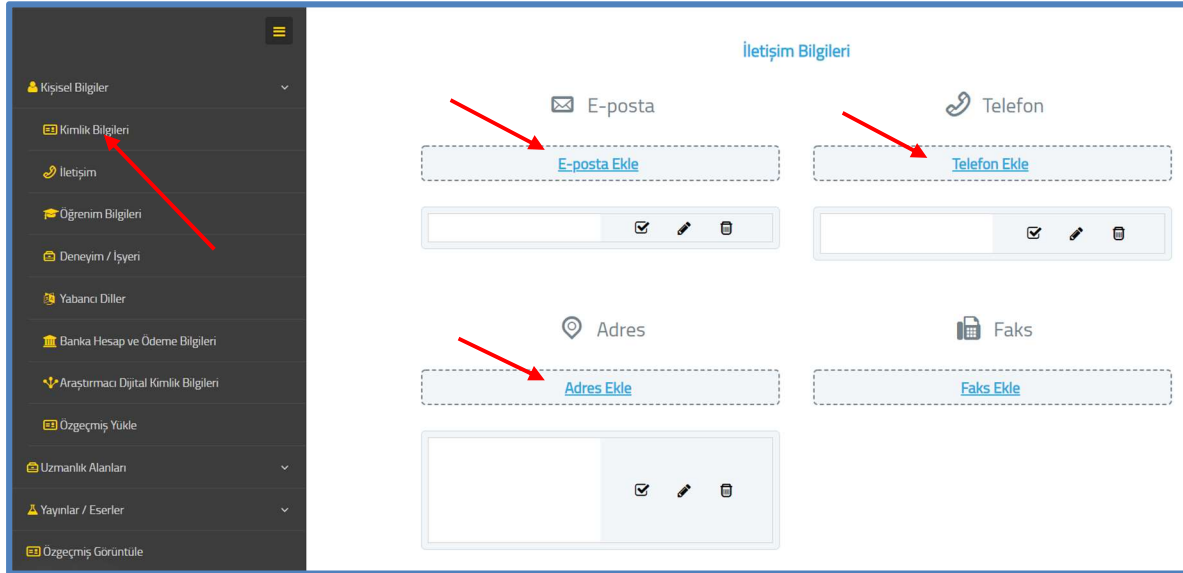 Kişisel Bilgiler
Kimlik Bilgileri
İletişim
Öğrenim Bilgileri
Deneyim / İşyeri
Yabancı Diller
Banka Hesap ve Ödeme Bilgileri
Araştırmacı Dijital Kimlik Bilgileri
Özgeçmiş Yükle
Uzmanlık Alanları
Yayınlar / Eserler
Özgeçmiş Görüntüle
İletişim Bilgileri
E-posta
E-posta Ekle
Telefon
Telefon Ekle
Adres
Adres Ekle
Faks
Faks Ekle